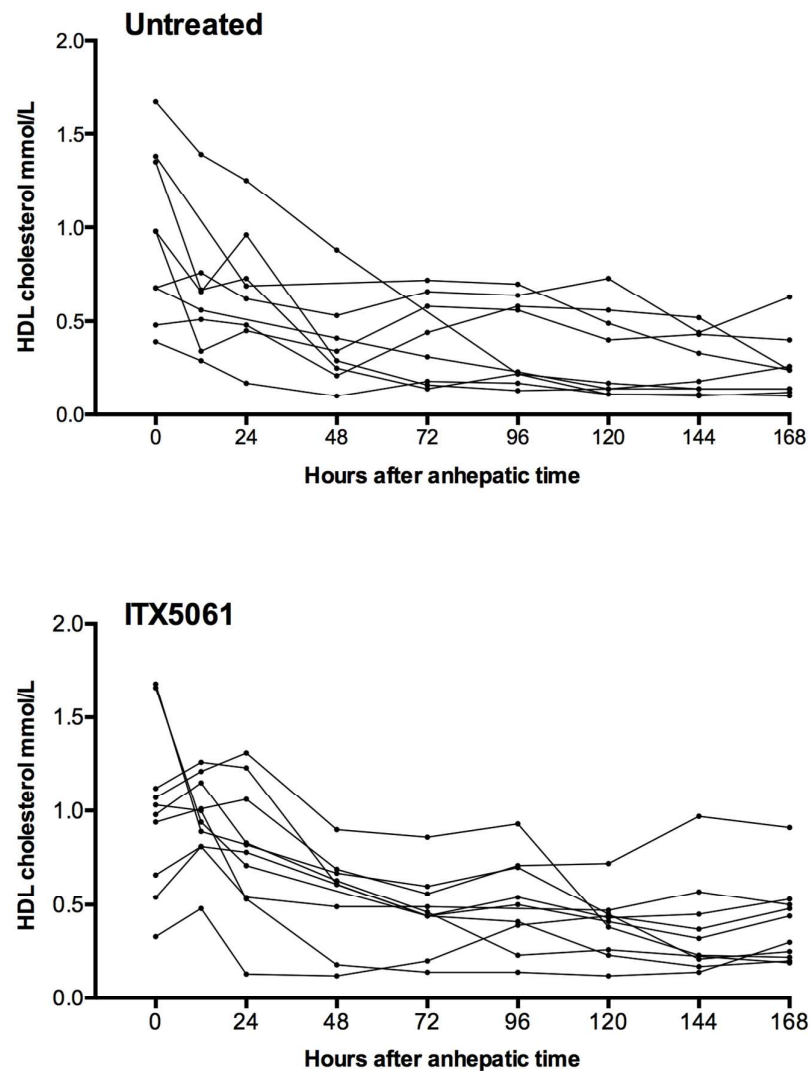 Untreated
2.0
1.5
1.0
0.5
0.0
HDL cholesterol mmol/L
0 24 48 72 96 120 144 168
Hours after anhepatic time
ITX5061
2.0
1.5
1.0
0.5
0.0
HDL cholesterol mmol/L
0 24 48 72 96 120 144 168
Hours after anhepatic time